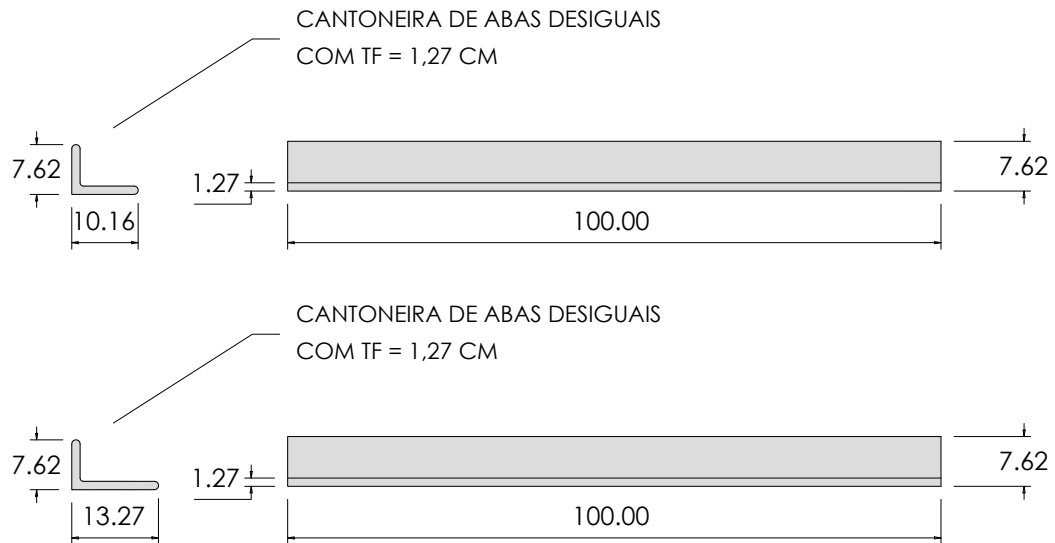 CANTONEIRA DE ABAS DESIGUAIS
COM TF = 1,27 CM
7.62
10.16
1.27
100.00
7.62
CANTONEIRA DE ABAS DESIGUAIS
COM TF = 1,27 CM
7.62
13.27
1.27
100.00
7.62